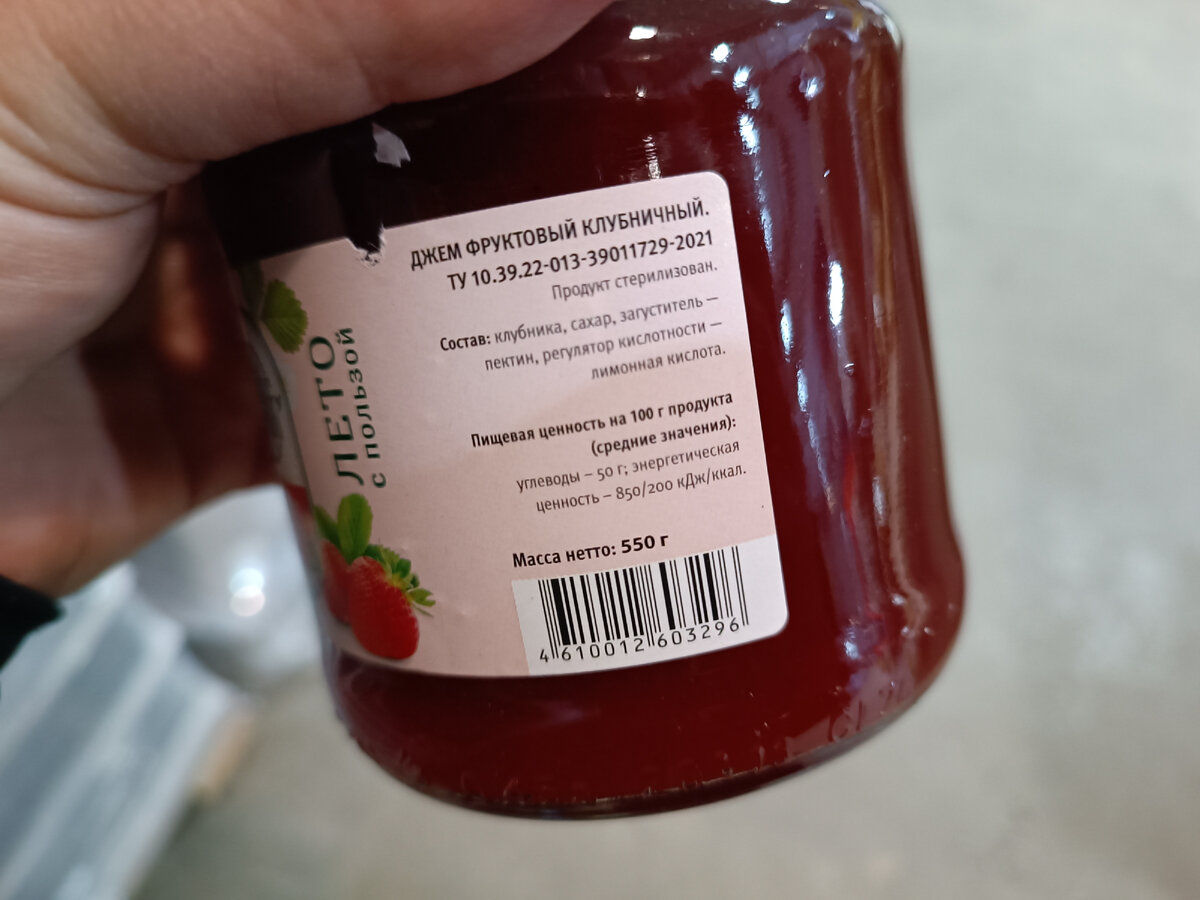 ДЖЕМ ФРУКТОВЫЙ КЛУБНИЧНЫЙ.
ТУ 10.39.22-013-39011729-2021
Продукт стерилизован.
Состав: клубника, сахар, загуститель —
пектин, регулятор кислотности —
лимонная кислота.
Пищевая ценность на 100 г продукта
(средние значения):
углеводы – 50 г; энергетическая
ценность – 850/200 кДж/ккал.
Масса нетто: 550 г
4 610012 603296
ЛЕТО
с пользой